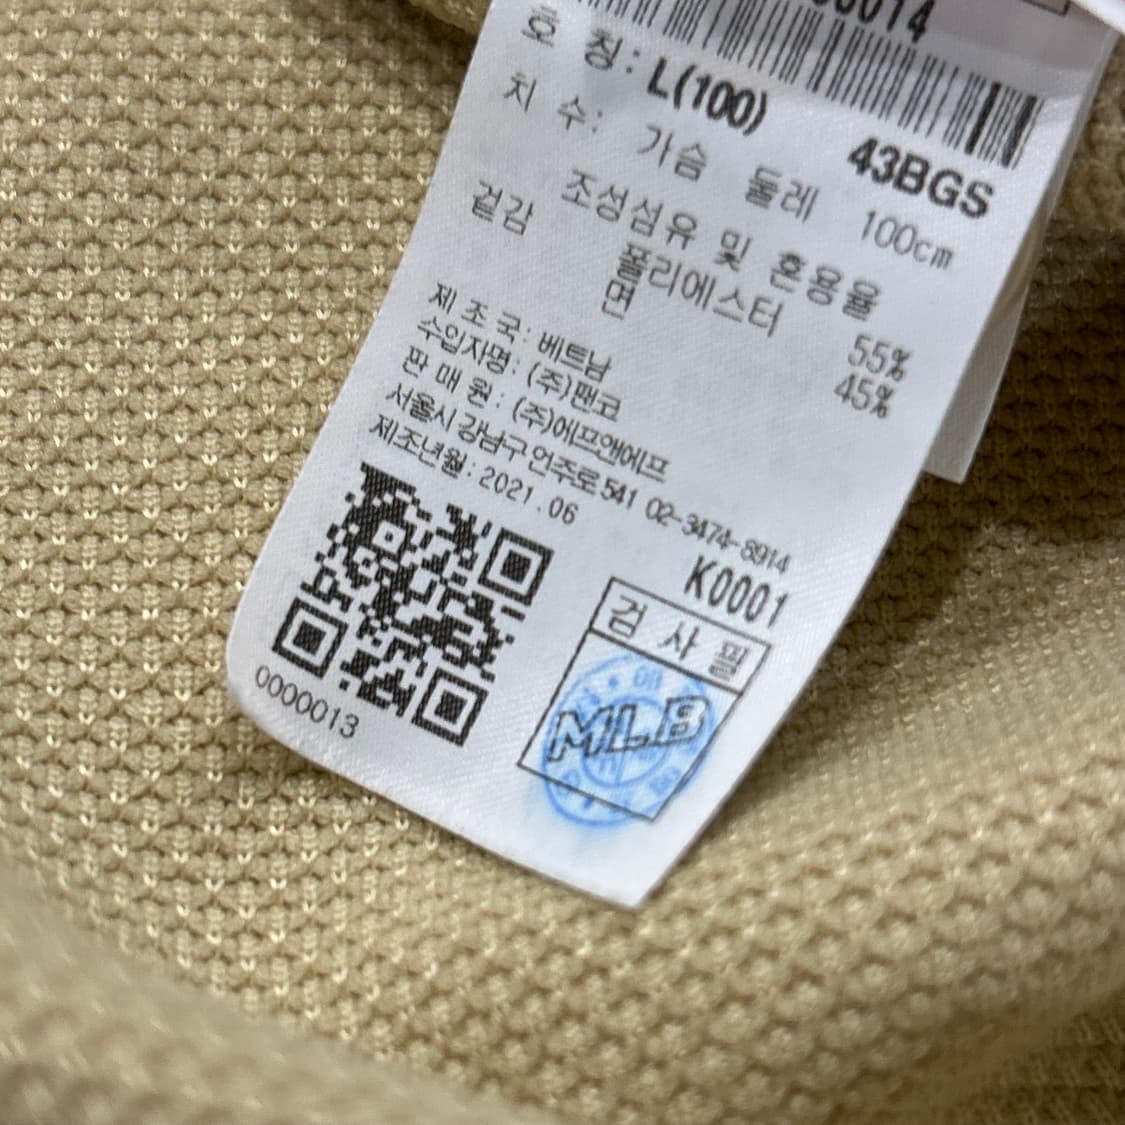 호 칭: L(100)
43BGS
치 수: 가슴 둘레 100cm
조성섬유 및 혼용율
겉감 폴리에스터 55%
면 45%
제 조 국: 베트남
수입자명: (주)팬코
판 매 원: (주)에프앤에프
서울시 강남구 언주로 541 02-3474-8914
제조년월: 2021.06
K0001
검 사 필
MLB
0000013